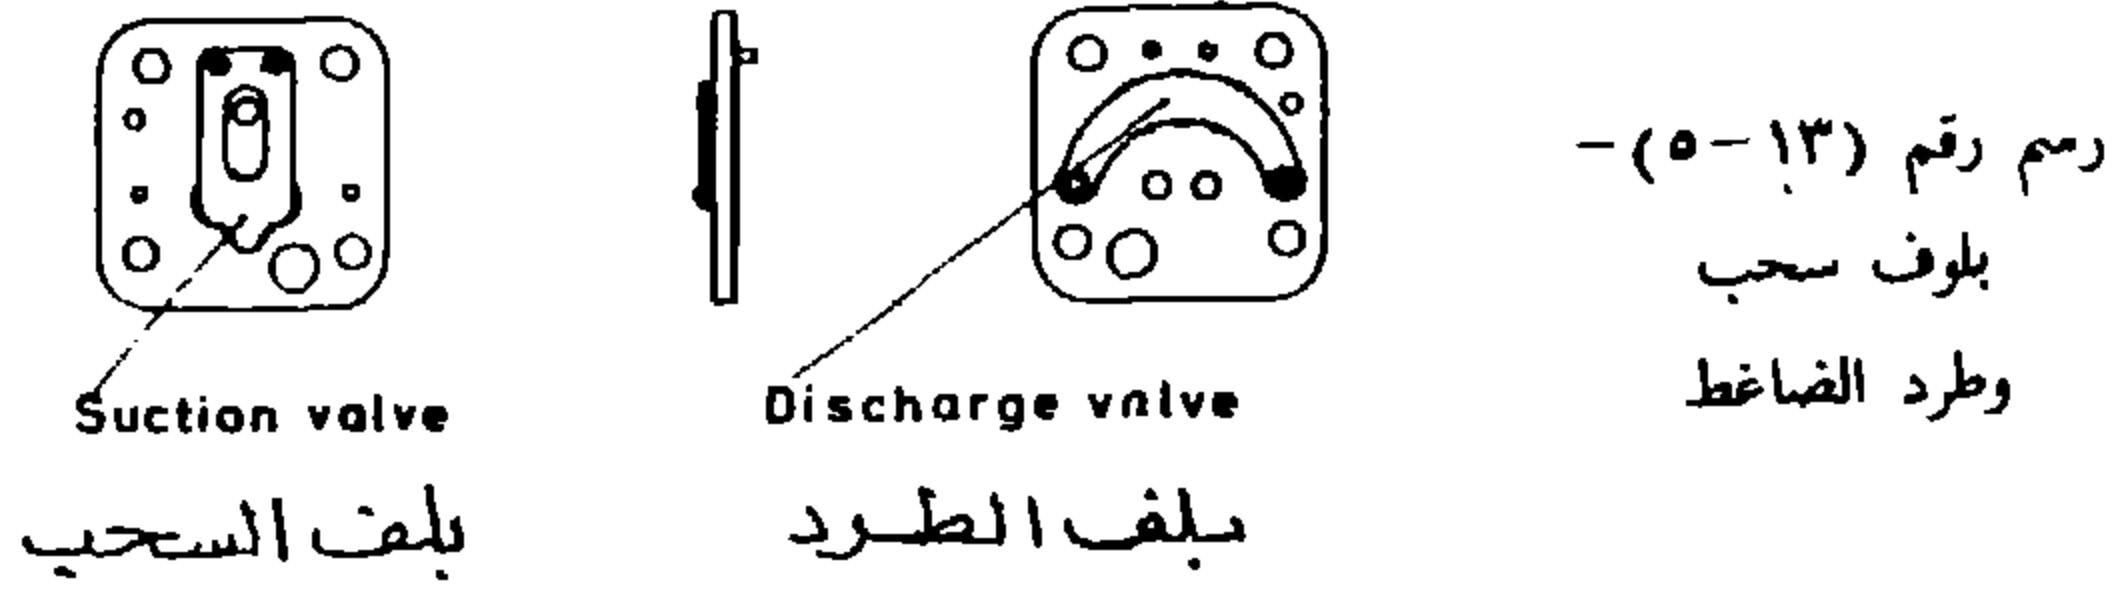 رسم رقم (١٣-٥)-
بلوف سحب
وطرد الضاغط
Suction valve
بلف السحب
Discharge valve
بلف الطرد